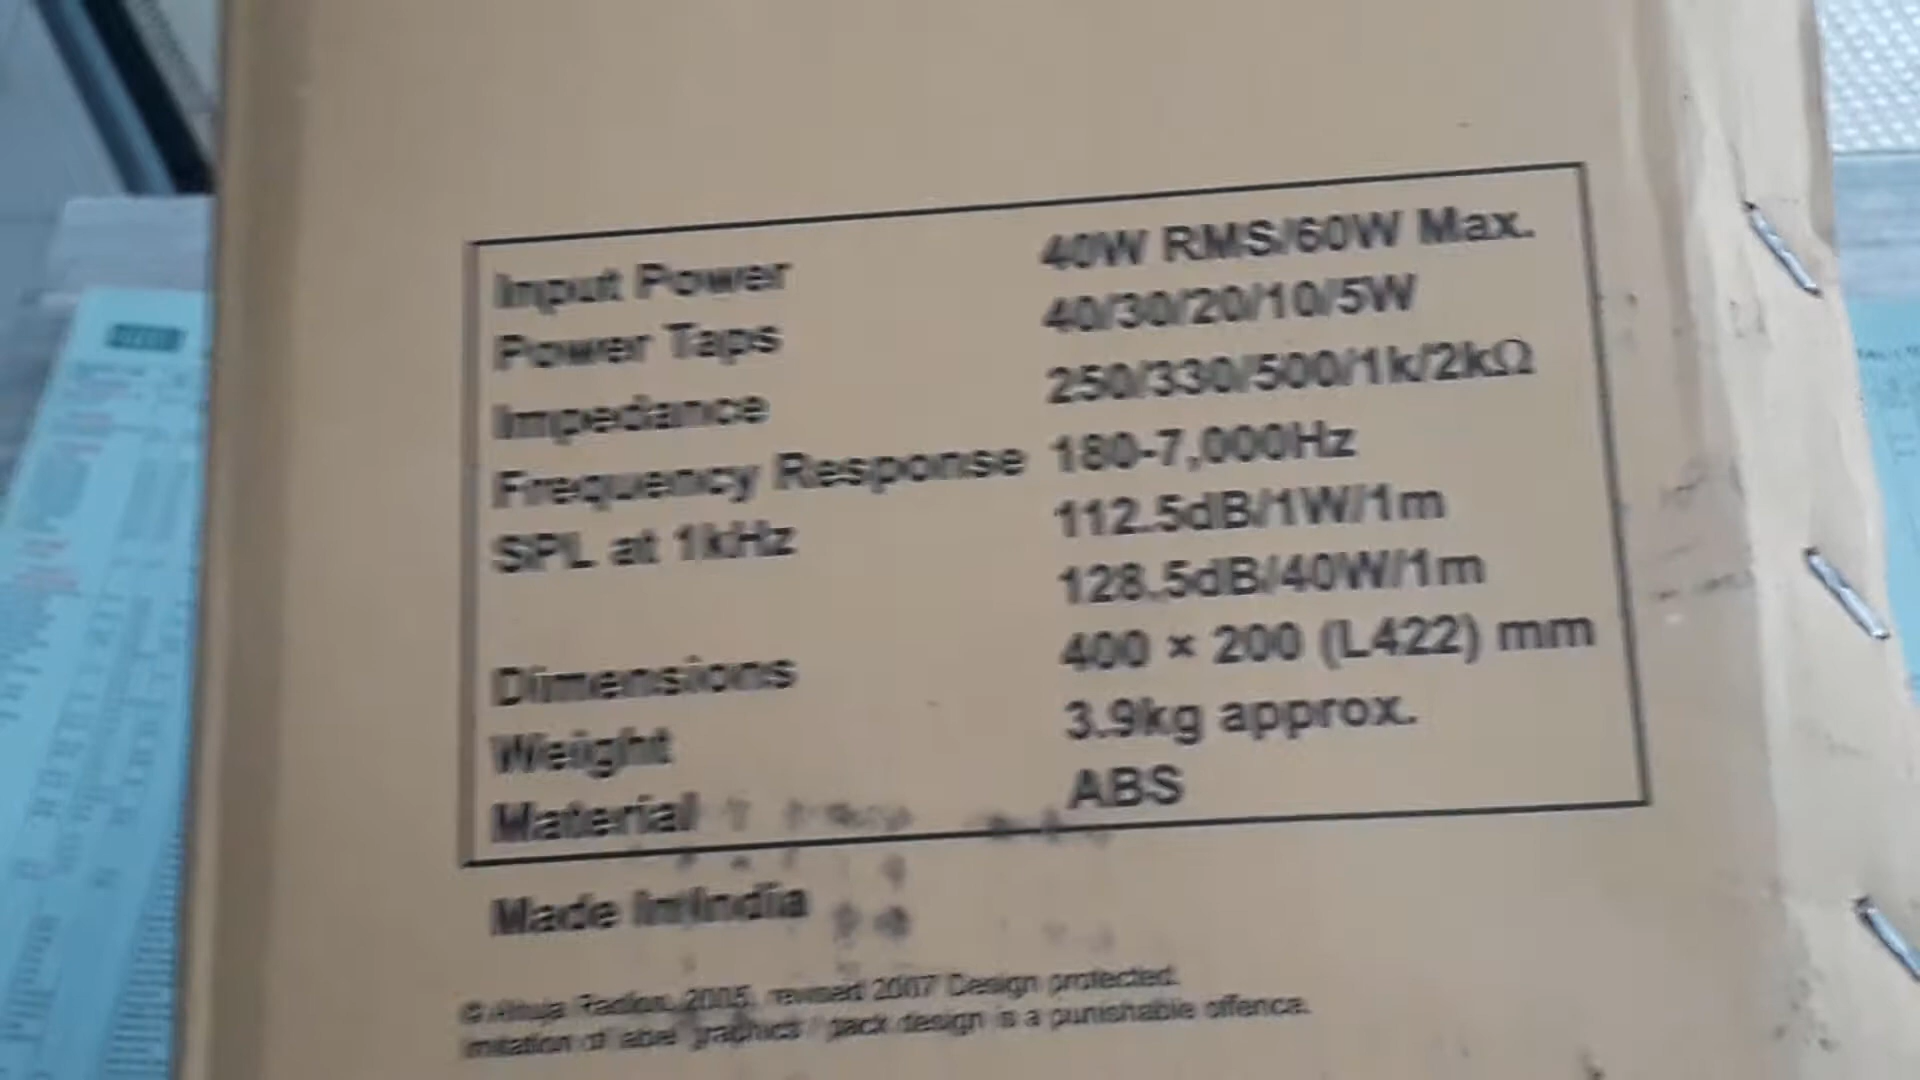 Input Power 40W RMS/60W Max.
Power Taps 40/30/20/10/5W
Impedance 250/330/500/1k/2kΩ
Frequency Response 180-7,000Hz
SPL at 1kHz 112.5dB/1W/1m
128.5dB/40W/1m
Dimensions 400 × 200 (L422) mm
Weight 3.9kg approx.
Material ABS
Made in India
© Ahuja Radios, 2005, revised 2007 Design protected.
Imitation of label graphics / pack design is a punishable offence.